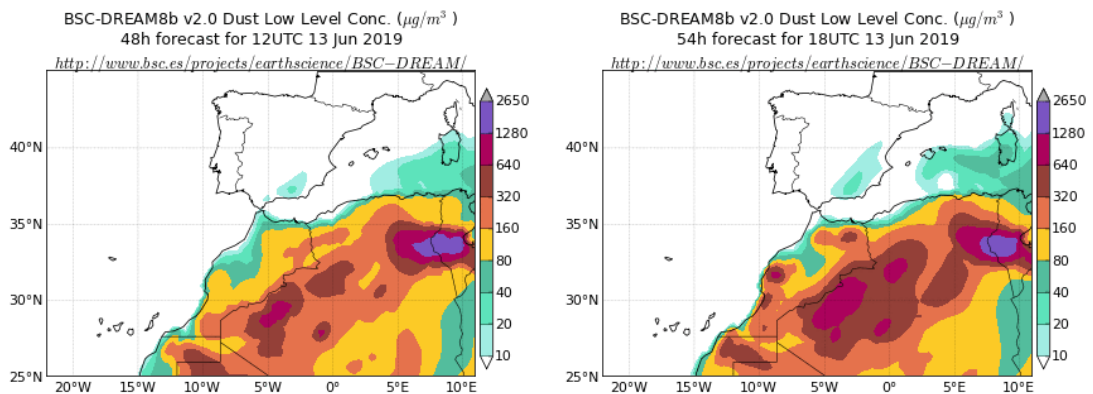 BSC-DREAM8b v2.0 Dust Low Level Conc. (μg/m³ )
48h forecast for 12UTC 13 Jun 2019
http://www.bsc.es/projects/earthscience/BSC−DREAM/
40°N
35°N
30°N
25°N
20°W
15°W
10°W
5°W
0°
5°E
10°E
2650
1280
640
320
160
80
40
20
10
BSC-DREAM8b v2.0 Dust Low Level Conc. (μg/m³ )
54h forecast for 18UTC 13 Jun 2019
http://www.bsc.es/projects/earthscience/BSC−DREAM/
40°N
35°N
30°N
25°N
20°W
15°W
10°W
5°W
0°
5°E
10°E
2650
1280
640
320
160
80
40
20
10